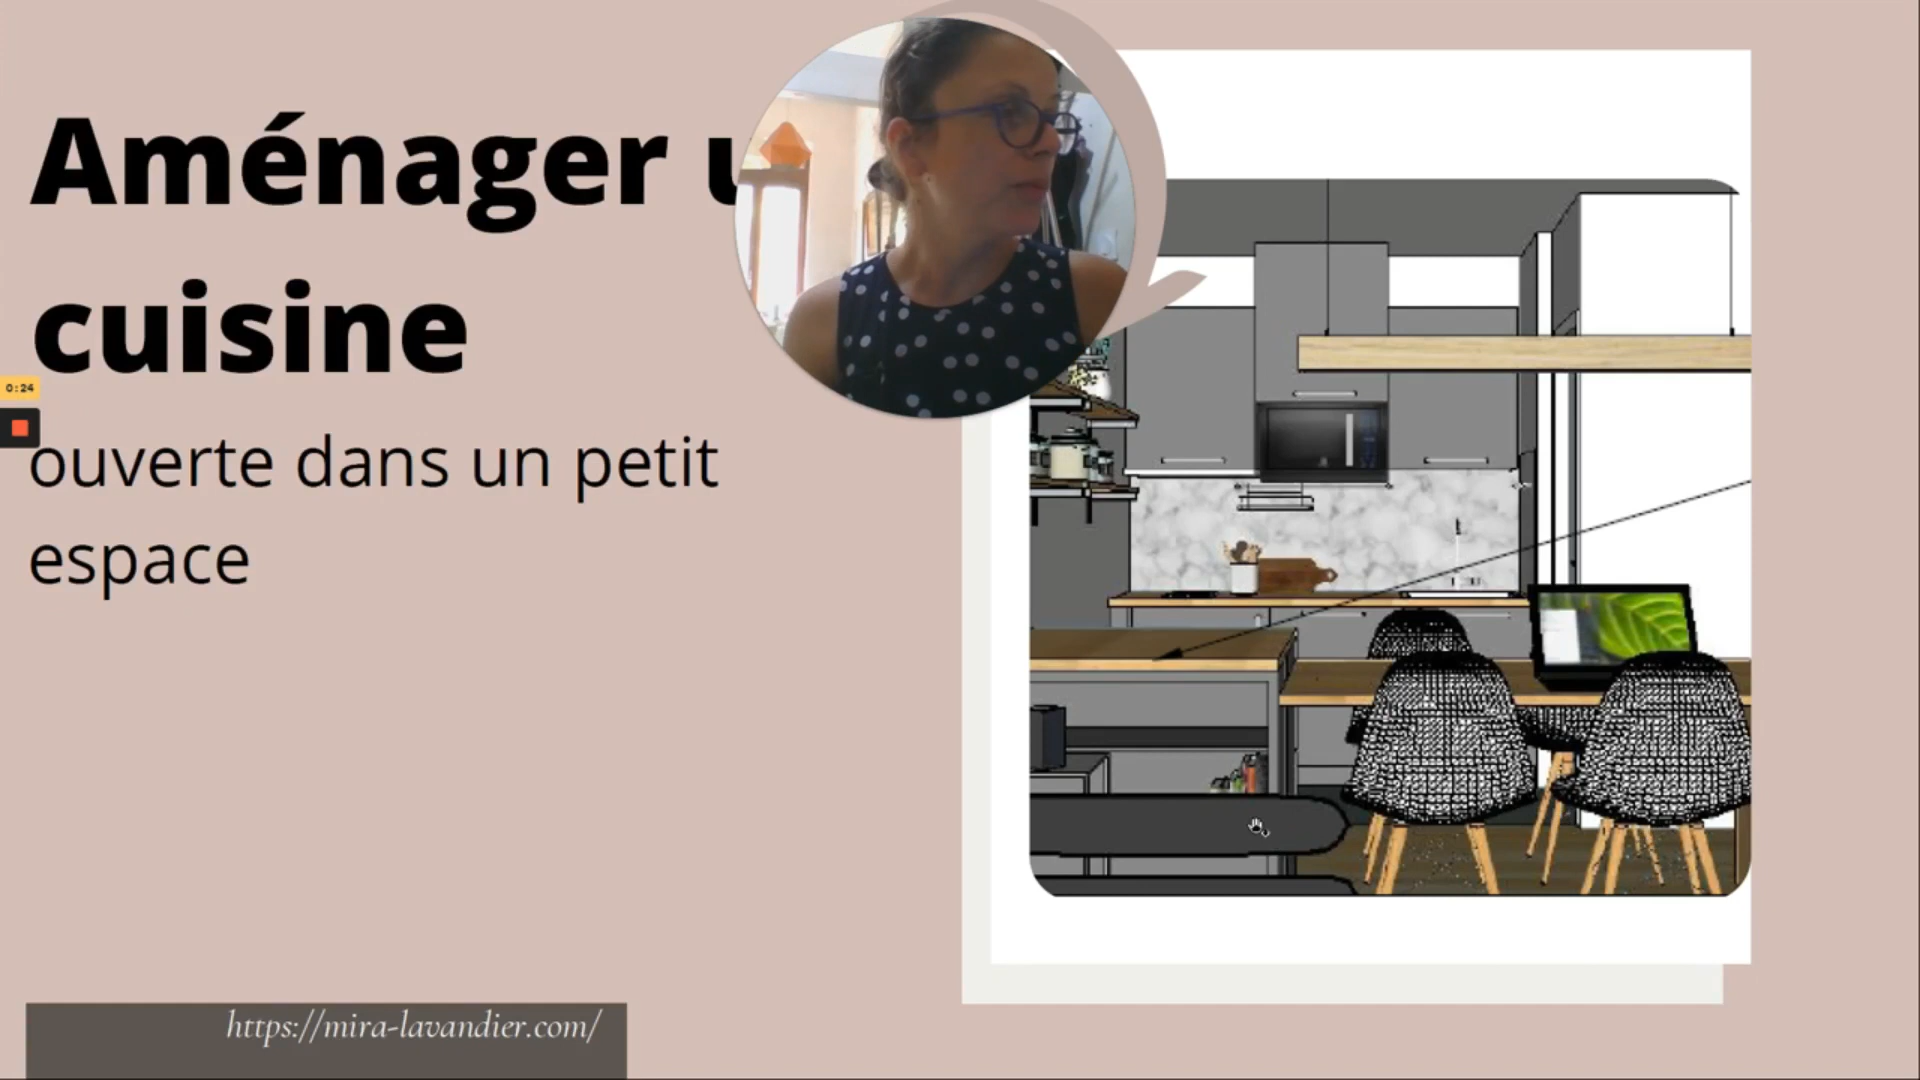 Aménager
cuisine
ouverte dans un petit
espace
0:24
https://mira-lavandier.com/